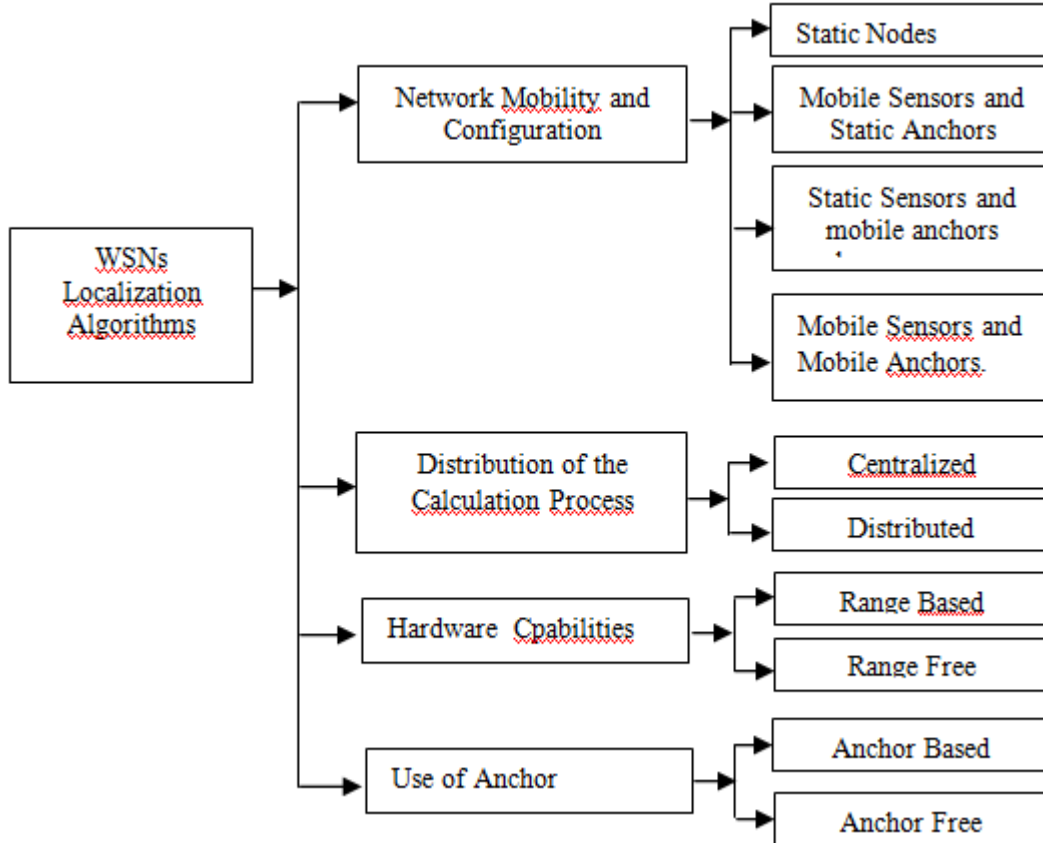 WSNs
Localization
Algorithms
Network Mobility and
Configuration
Static Nodes
Mobile Sensors and
Static Anchors
Static Sensors and
mobile anchors
Mobile Sensors and
Mobile Anchors.
Distribution of the
Calculation Process
Centralized
Distributed
Hardware Cpabilities
Range Based
Range Free
Use of Anchor
Anchor Based
Anchor Free